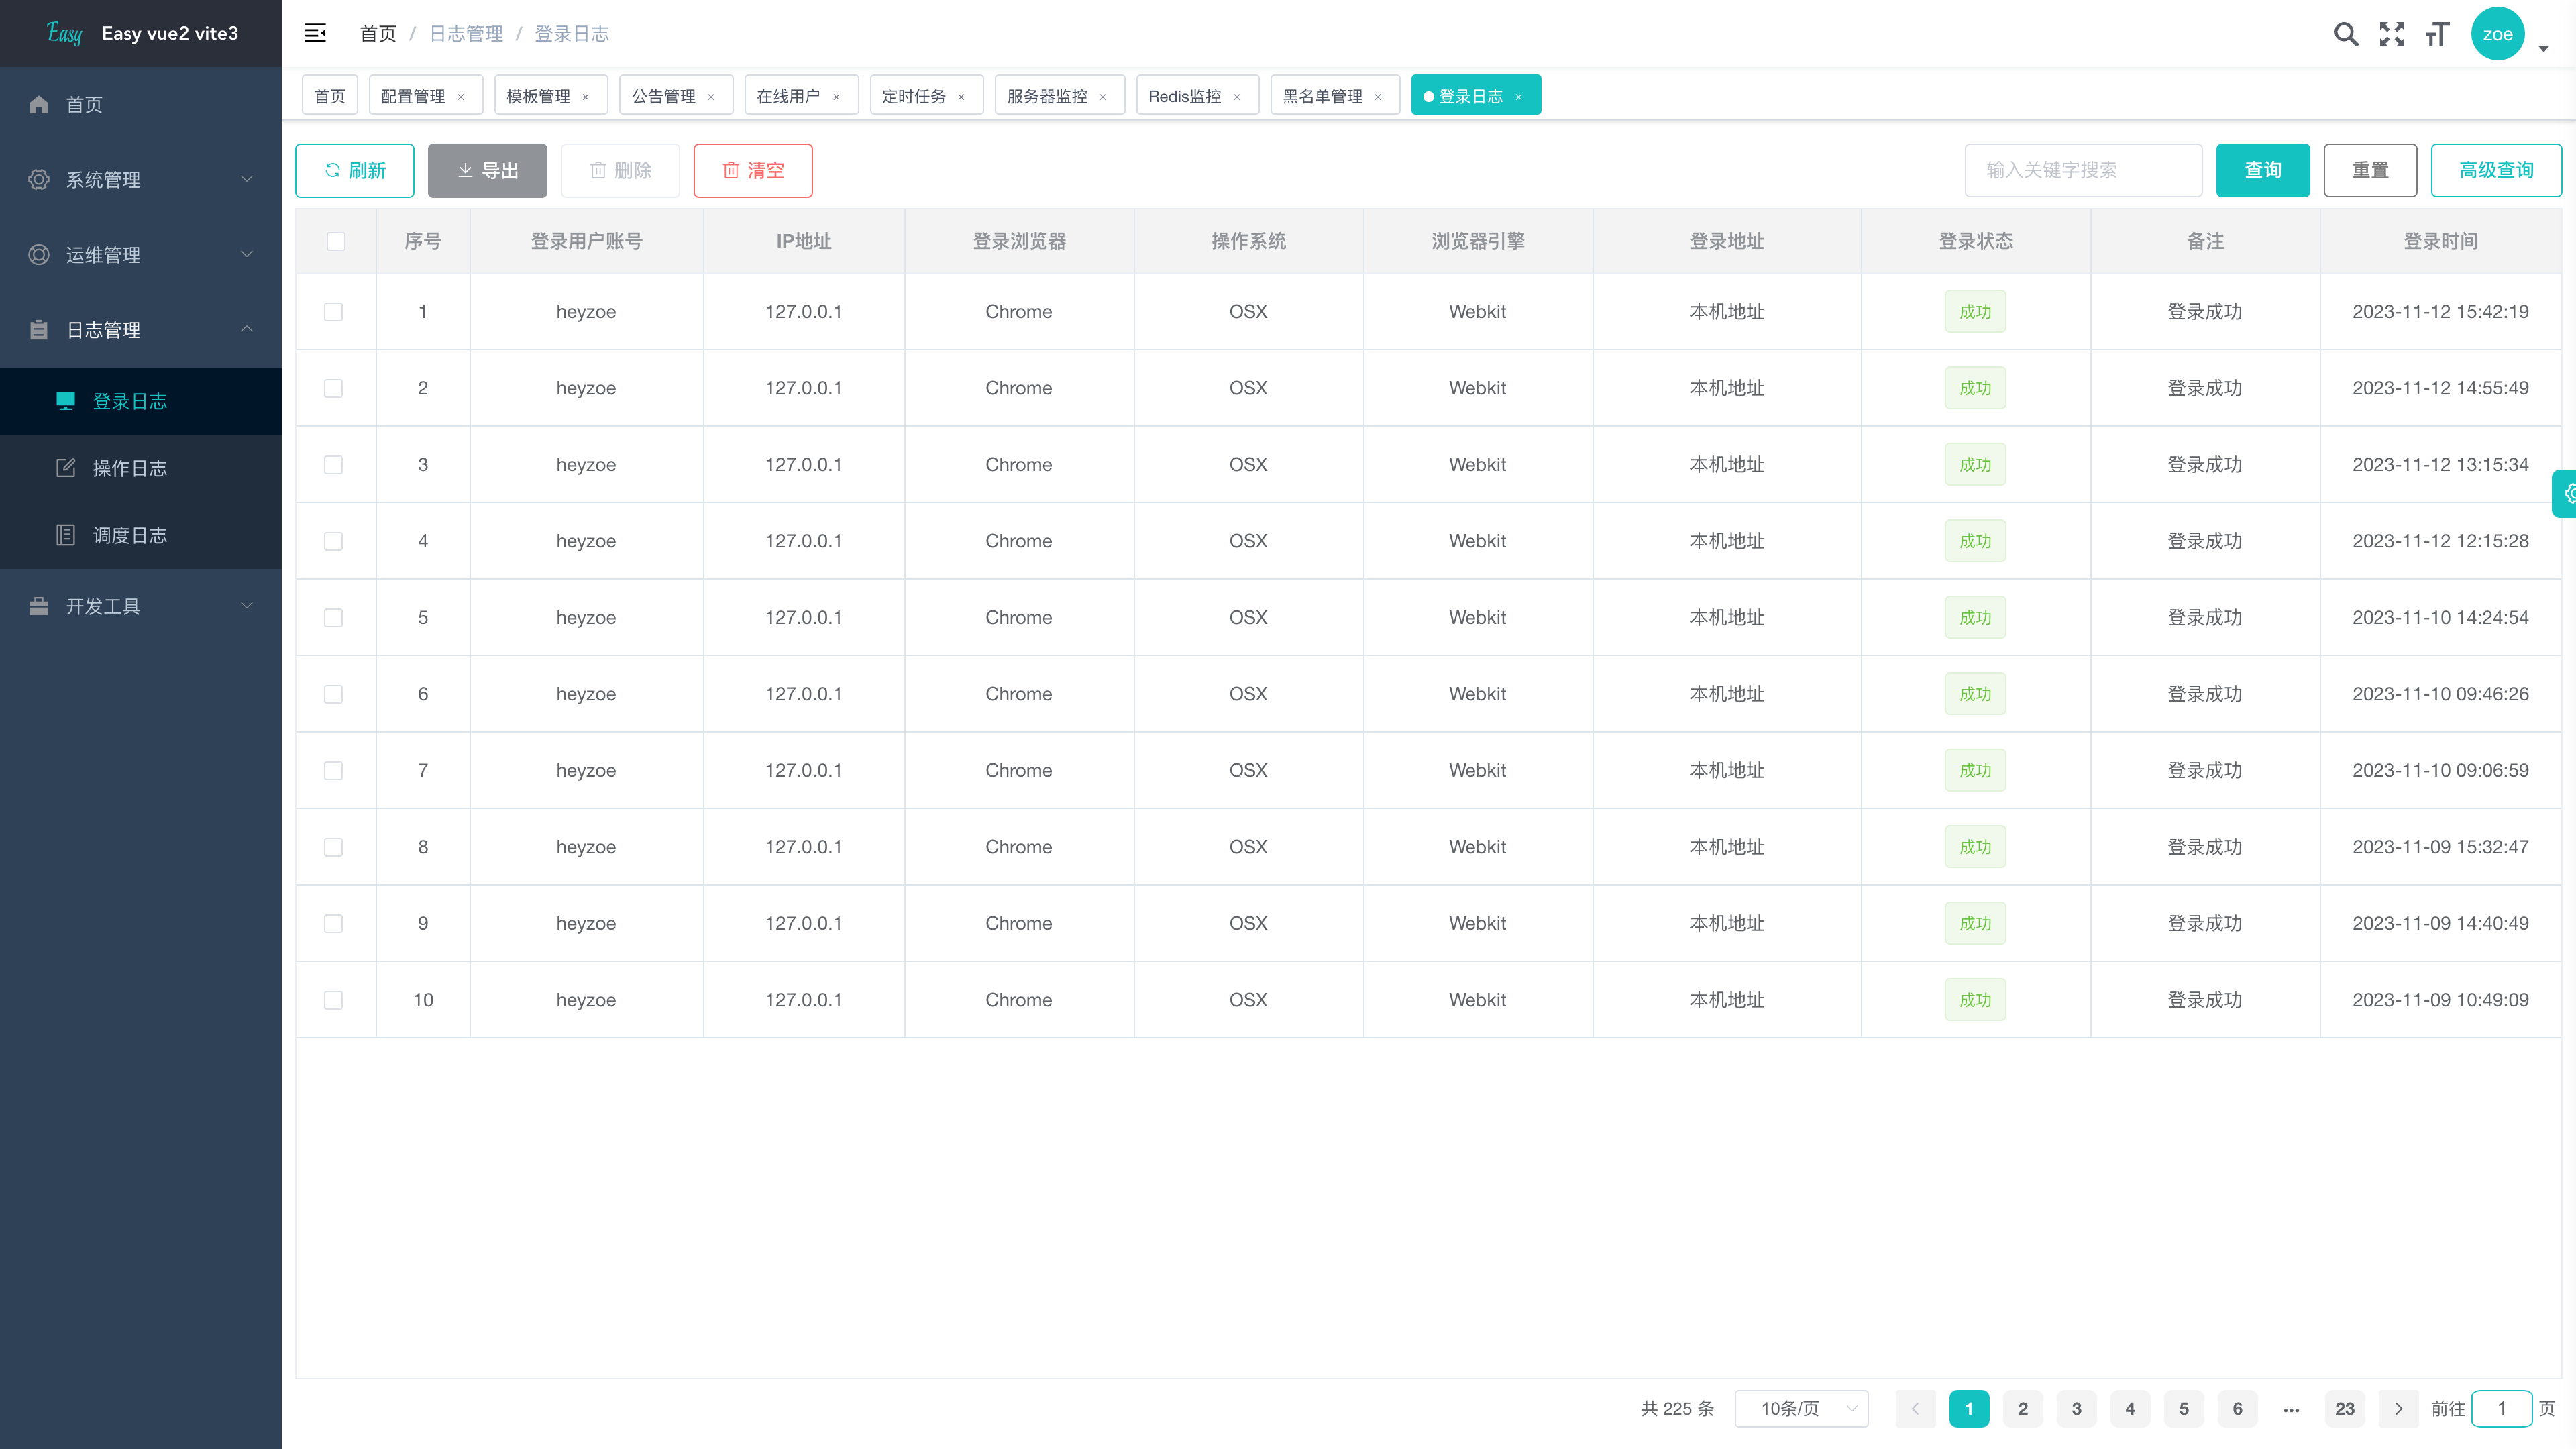 Easy Easy vue2 vite3
首页 / 日志管理 / 登录日志
zoe
首页
系统管理
运维管理
日志管理
登录日志
操作日志
调度日志
开发工具
首页 配置管理 × 模板管理 × 公告管理 × 在线用户 × 定时任务 × 服务器监控 × Redis监控 × 黑名单管理 × 登录日志 ×
刷新 导出 删除 清空 输入关键字搜索 查询 重置 高级查询
序号 登录用户账号 IP地址 登录浏览器 操作系统 浏览器引擎 登录地址 登录状态 备注 登录时间
1 heyzoe 127.0.0.1 Chrome OSX Webkit 本机地址 成功 登录成功 2023-11-12 15:42:19
2 heyzoe 127.0.0.1 Chrome OSX Webkit 本机地址 成功 登录成功 2023-11-12 14:55:49
3 heyzoe 127.0.0.1 Chrome OSX Webkit 本机地址 成功 登录成功 2023-11-12 13:15:34
4 heyzoe 127.0.0.1 Chrome OSX Webkit 本机地址 成功 登录成功 2023-11-12 12:15:28
5 heyzoe 127.0.0.1 Chrome OSX Webkit 本机地址 成功 登录成功 2023-11-10 14:24:54
6 heyzoe 127.0.0.1 Chrome OSX Webkit 本机地址 成功 登录成功 2023-11-10 09:46:26
7 heyzoe 127.0.0.1 Chrome OSX Webkit 本机地址 成功 登录成功 2023-11-10 09:06:59
8 heyzoe 127.0.0.1 Chrome OSX Webkit 本机地址 成功 登录成功 2023-11-09 15:32:47
9 heyzoe 127.0.0.1 Chrome OSX Webkit 本机地址 成功 登录成功 2023-11-09 14:40:49
10 heyzoe 127.0.0.1 Chrome OSX Webkit 本机地址 成功 登录成功 2023-11-09 10:49:09
共 225 条 10条/页 1 2 3 4 5 6 ••• 23 前往 1 页